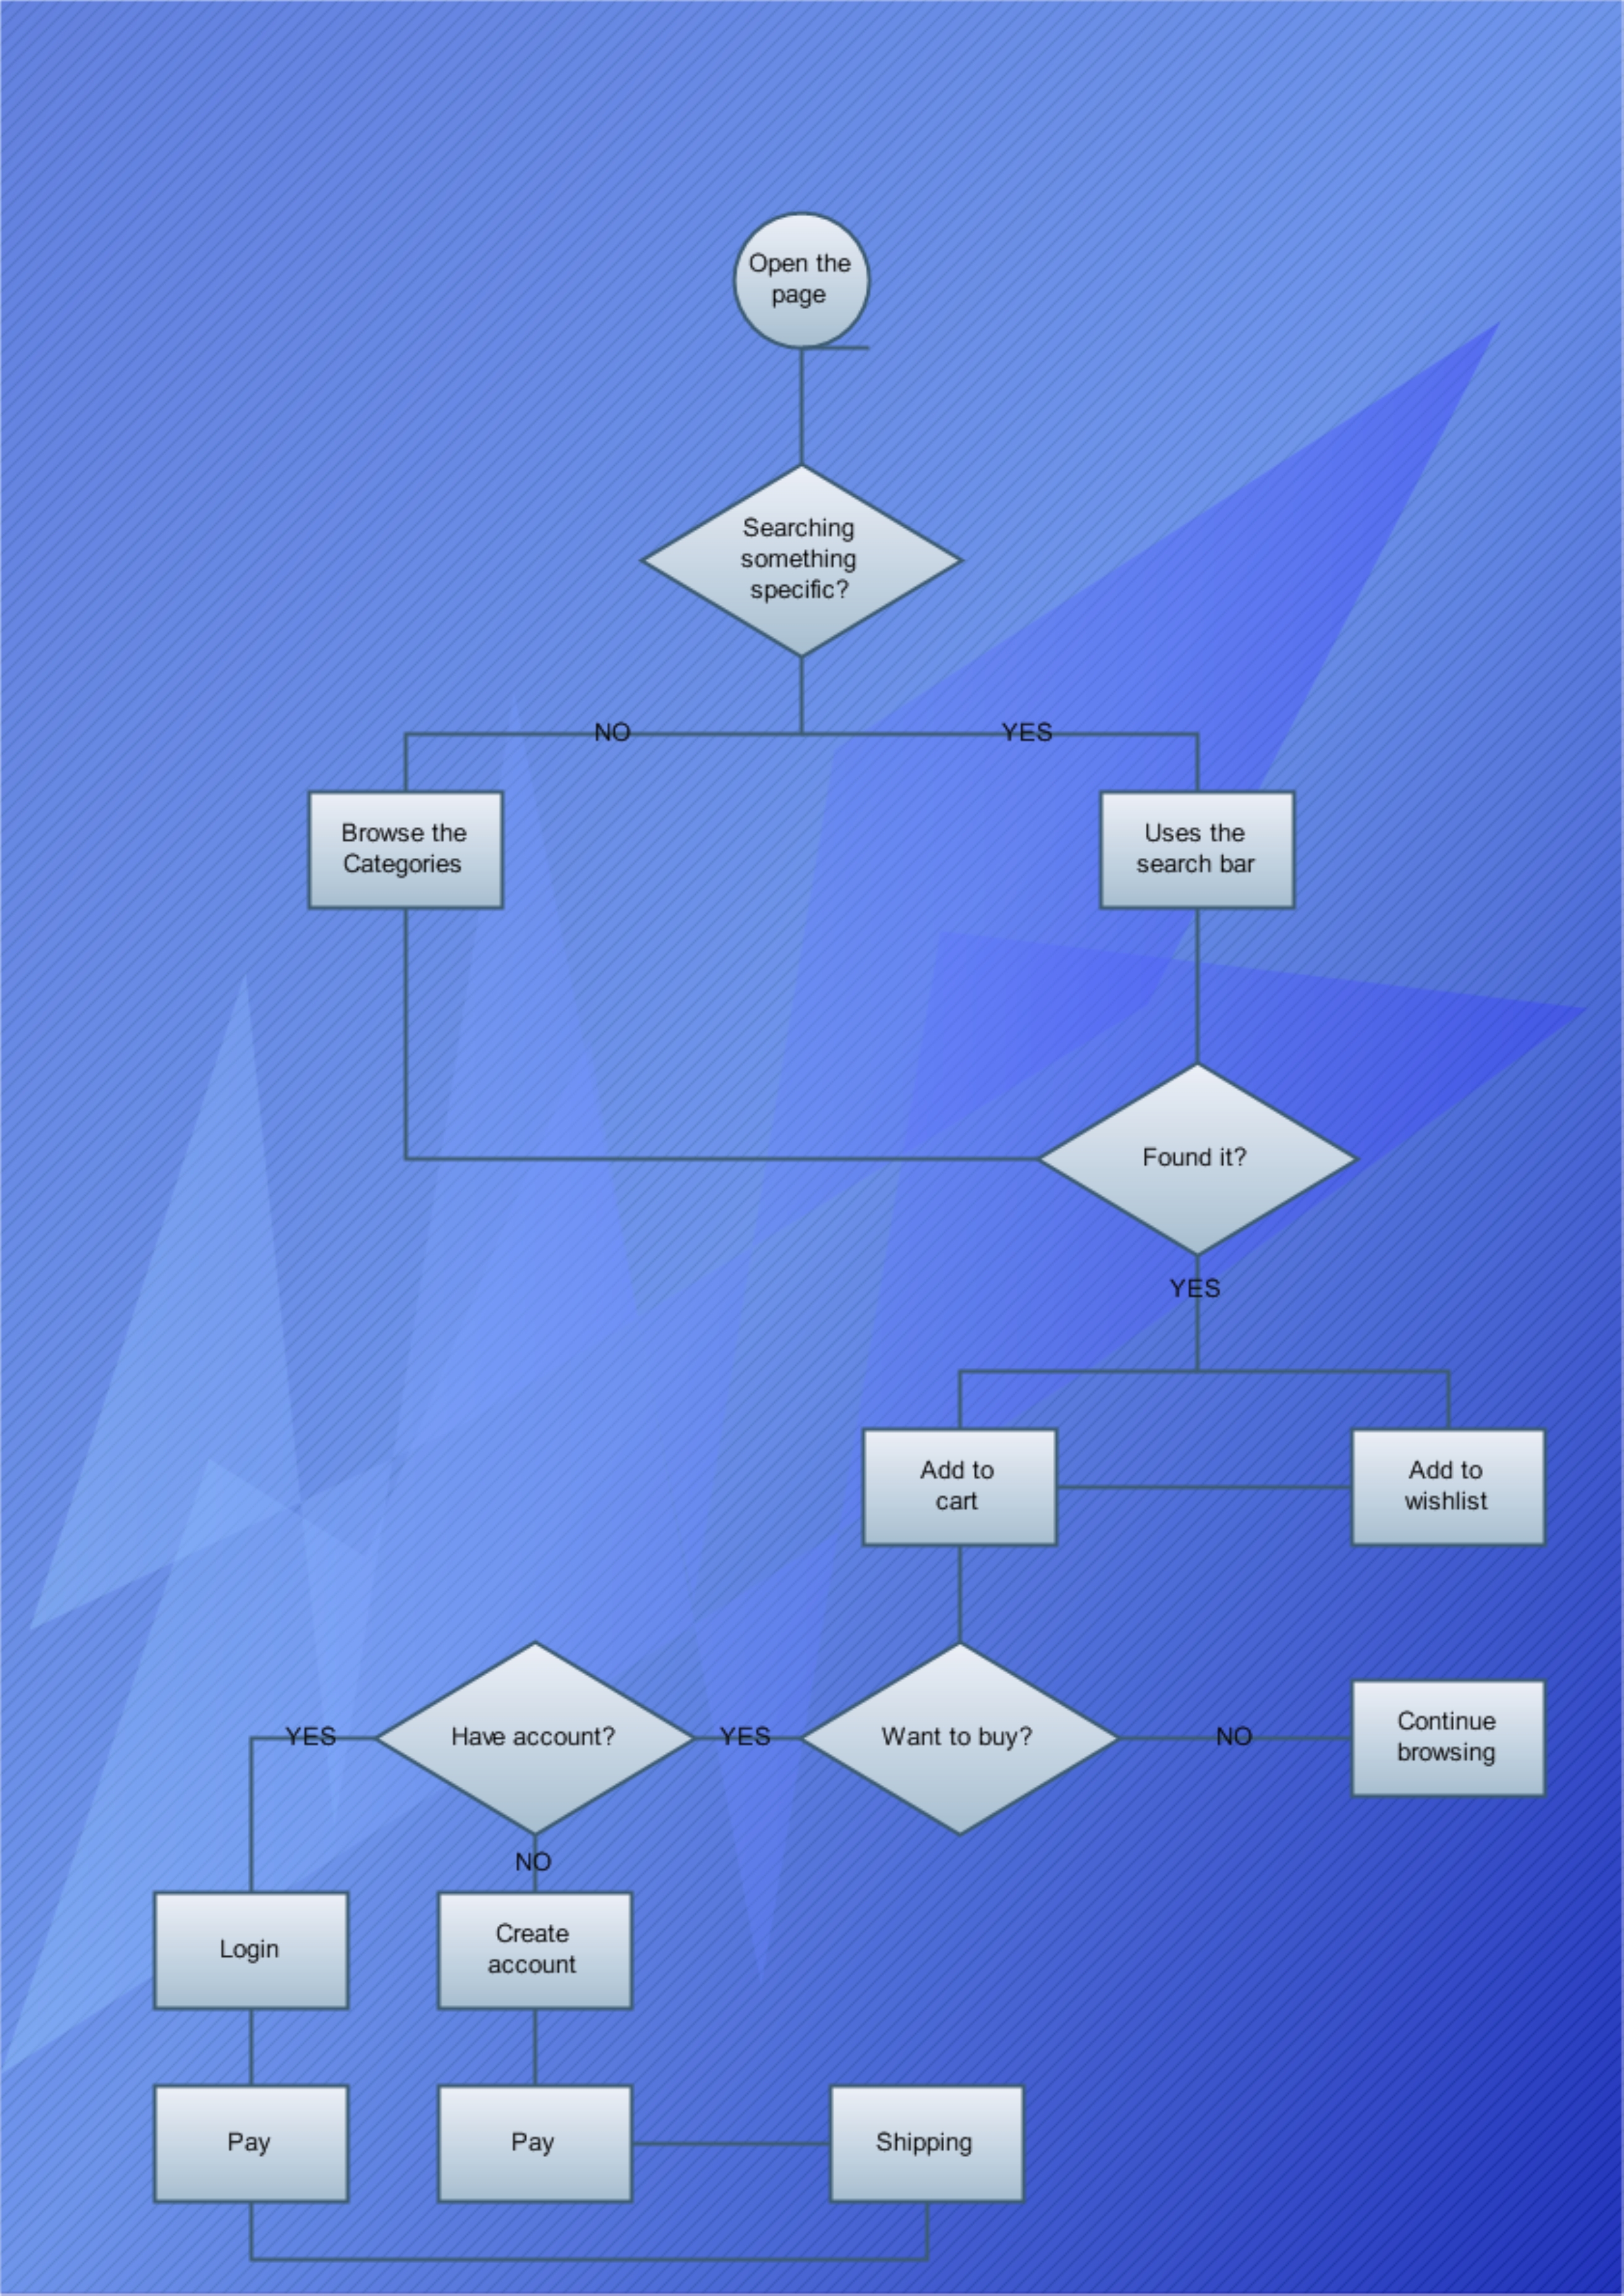 Open the
page
Searching
something
specific?
NO
YES
Browse the
Categories
Uses the
search bar
Found it?
YES
Add to
cart
Add to
wishlist
YES
Have account?
YES
Want to buy?
NO
Continue
browsing
NO
Login
Create
account
Pay
Pay
Shipping